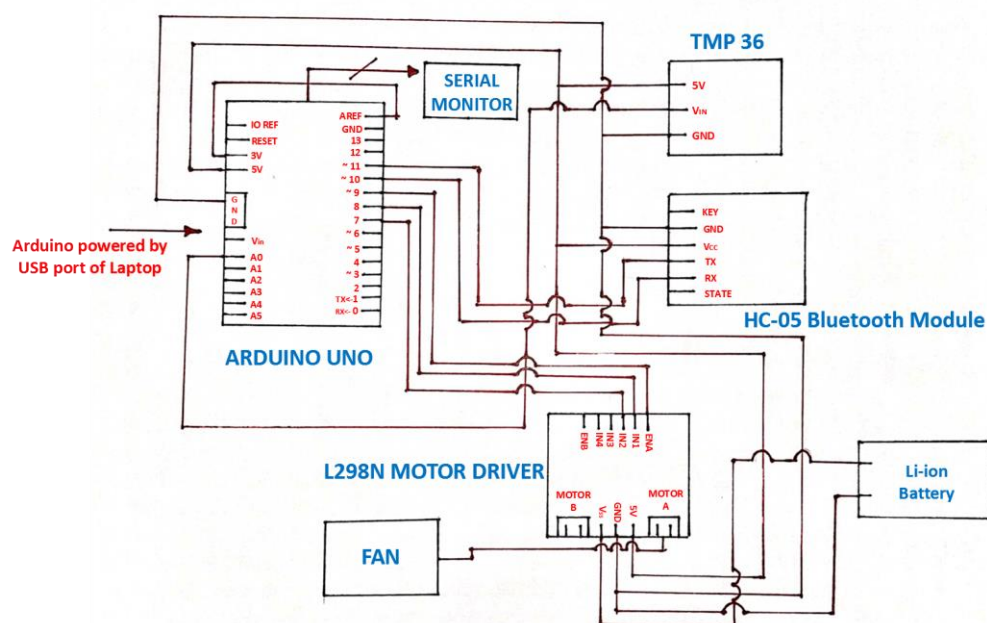 TMP 36
5V
VIN
GND
SERIAL
MONITOR
AREF
GND
13
12
~ 11
~ 10
~ 9
8
7
~ 6
~ 5
4
~ 3
2
TX<-1
RX<- 0
IO REF
RESET
3V
5V
GND
Vin
A0
A1
A2
A3
A4
A5
Arduino powered by
USB port of Laptop
ARDUINO UNO
KEY
GND
VCC
TX
RX
STATE
HC-05 Bluetooth Module
ENB
IN4
IN3
IN2
IN1
ENA
L298N MOTOR DRIVER
MOTOR
B
GND
5V
MOTOR
A
Li-ion
Battery
FAN